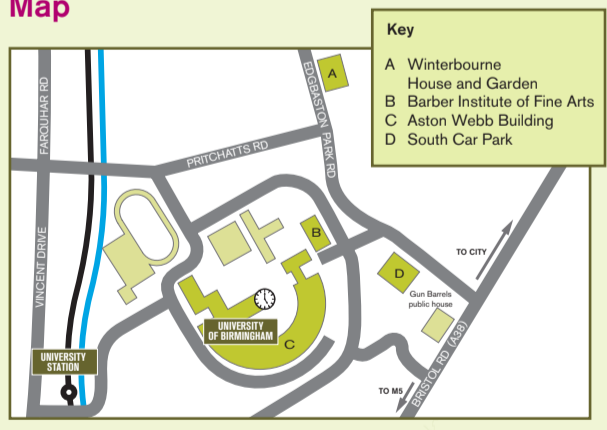 Map
Key
A Winterbourne
House and Garden
B Barber Institute of Fine Arts
C Aston Webb Building
D South Car Park
FARQUHAR RD
EDGBASTON PARK RD
A
PRITCHATTS RD
VINCENT DRIVE
B
TO CITY
D
Gun Barrels
public house
UNIVERSITY
OF BIRMINGHAM
C
UNIVERSITY
STATION
TO M5
BRISTOL RD (A38)